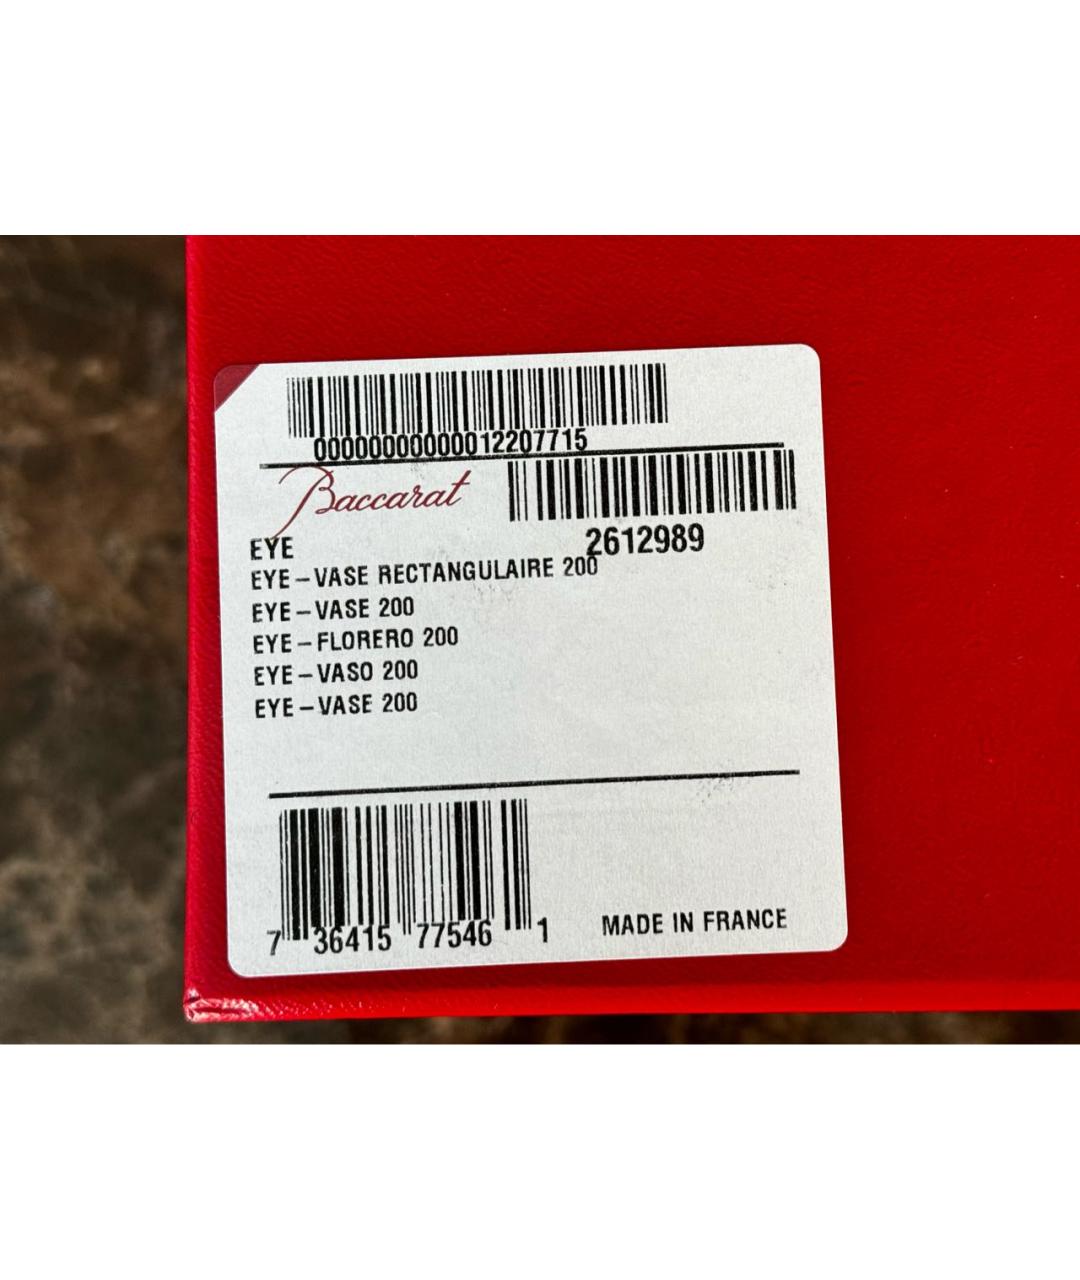 00000000000012207715
Baccarat
2612989
EYE
EYE-VASE RECTANGULAIRE 200
EYE-VASE 200
EYE-FLORERO 200
EYE-VASO 200
EYE-VASE 200
7 36415 77546 1
MADE IN FRANCE